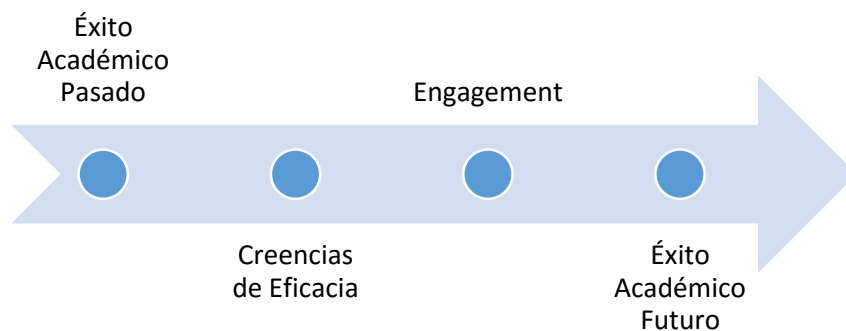 Éxito
Académico
Pasado
Creencias
de Eficacia
Engagement
Éxito
Académico
Futuro